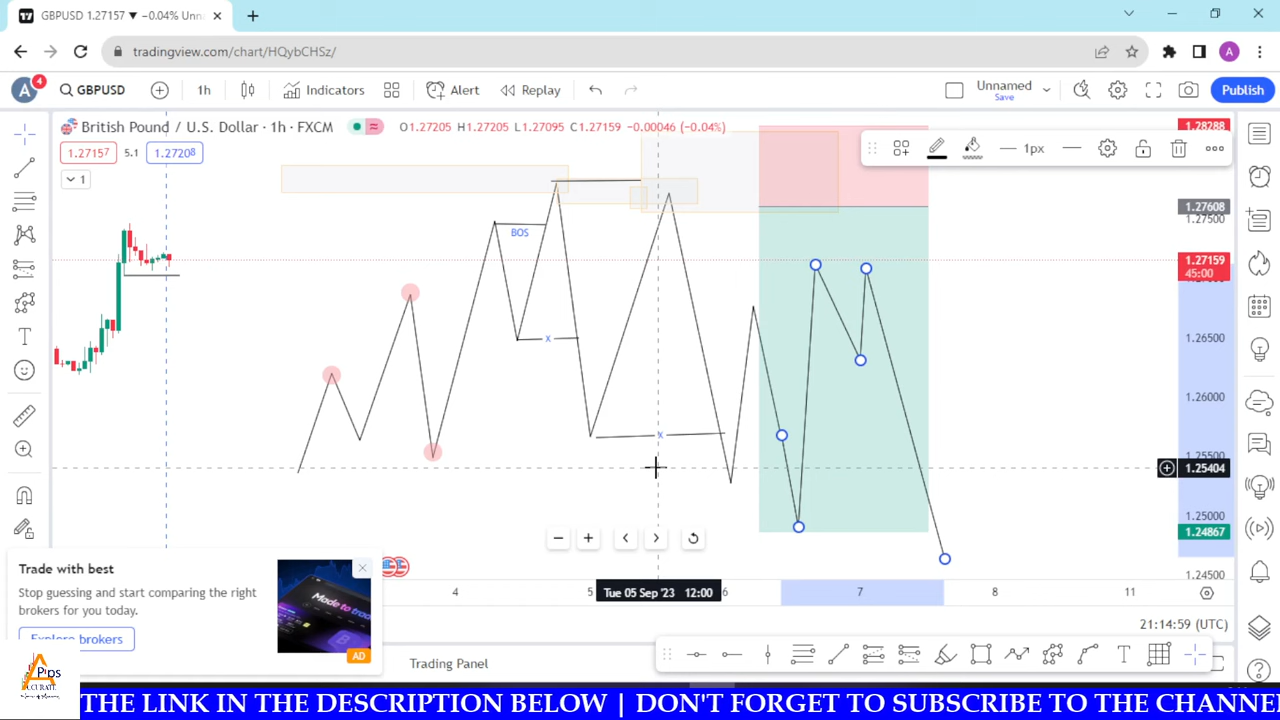 GBPUSD 1.27157 ▼ −0.04% Unn
tradingview.com/chart/HQybCHSz/
A
A 4
GBPUSD
1h
Indicators
Alert
Replay
Unnamed
Save
Publish
British Pound / U.S. Dollar · 1h · FXCM
O1.27205 H1.27205 L1.27095 C1.27159 −0.00046 (−0.04%)
1.27157
5.1
1.27208
1
1px
1.28288
1.27608
1.27500
1.27159
45:00
1.26500
1.26000
1.25404
1.25000
1.24867
1.24500
BOS
X
X
4
5
Tue 05 Sep '23 12:00
6
7
8
11
21:14:59 (UTC)
Trade with best
Stop guessing and start comparing the right
brokers for you today.
Explore brokers
AD
Trading Panel
Pips
ACCURATE
THE LINK IN THE DESCRIPTION BELOW | DON'T FORGET TO SUBSCRIBE TO THE CHANNE